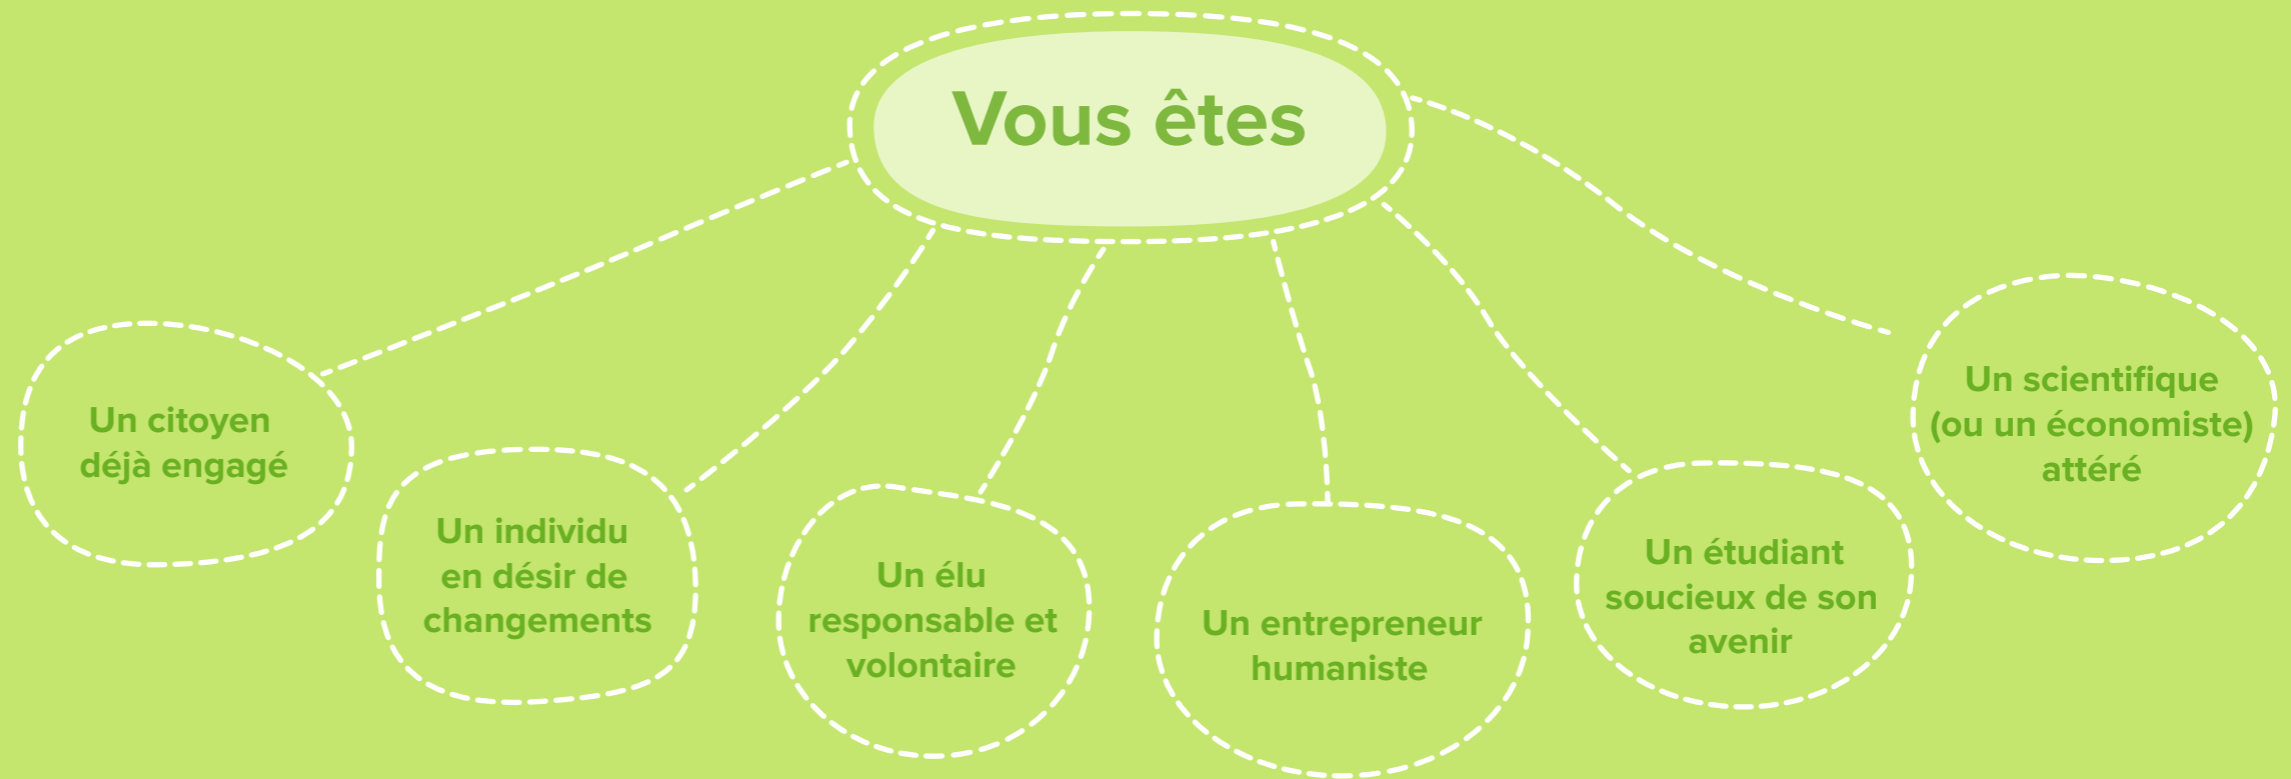 Vous êtes
Un citoyen
déjà engagé
Un individu
en désir de
changements
Un élu
responsable et
volontaire
Un entrepreneur
humaniste
Un étudiant
soucieux de son
avenir
Un scientifique
(ou un économiste)
attéré